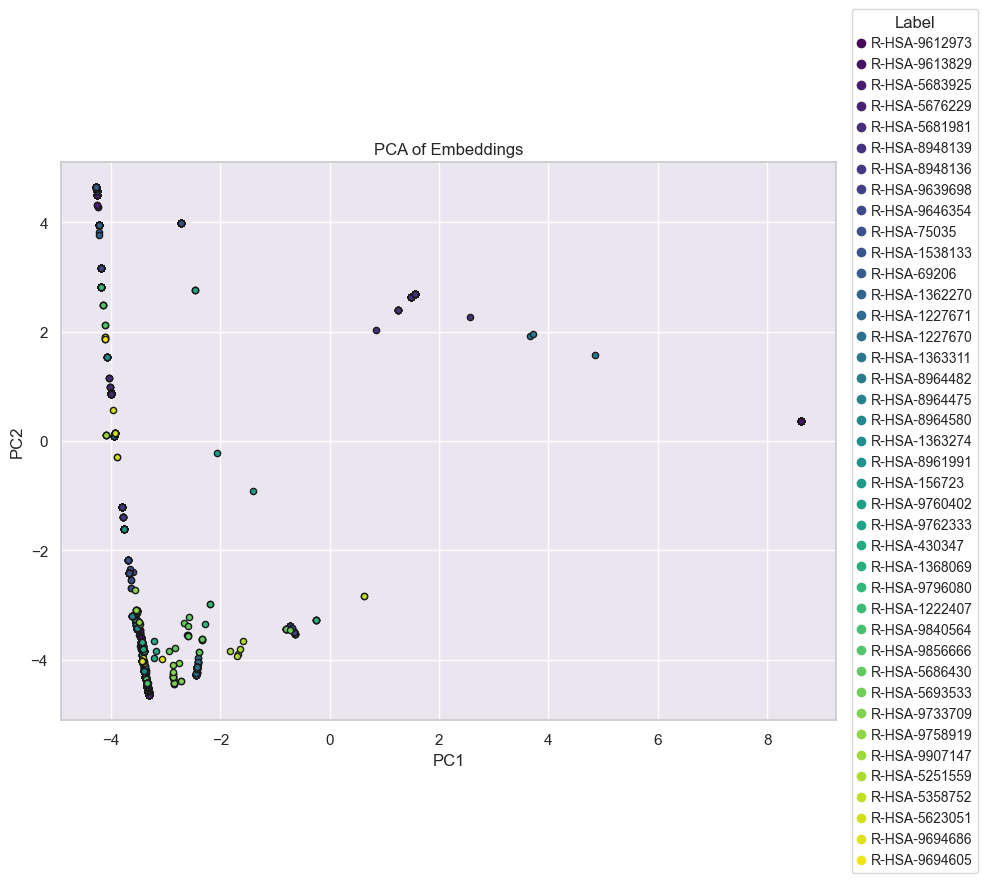 PCA of Embeddings
PC2
4
2
0
−2
−4
−4
−2
0
2
4
6
8
PC1
Label
R-HSA-9612973
R-HSA-9613829
R-HSA-5683925
R-HSA-5676229
R-HSA-5681981
R-HSA-8948139
R-HSA-8948136
R-HSA-9639698
R-HSA-9646354
R-HSA-75035
R-HSA-1538133
R-HSA-69206
R-HSA-1362270
R-HSA-1227671
R-HSA-1227670
R-HSA-1363311
R-HSA-8964482
R-HSA-8964475
R-HSA-8964580
R-HSA-1363274
R-HSA-8961991
R-HSA-156723
R-HSA-9760402
R-HSA-9762333
R-HSA-430347
R-HSA-1368069
R-HSA-9796080
R-HSA-1222407
R-HSA-9840564
R-HSA-9856666
R-HSA-5686430
R-HSA-5693533
R-HSA-9733709
R-HSA-9758919
R-HSA-9907147
R-HSA-5251559
R-HSA-5358752
R-HSA-5623051
R-HSA-9694686
R-HSA-9694605